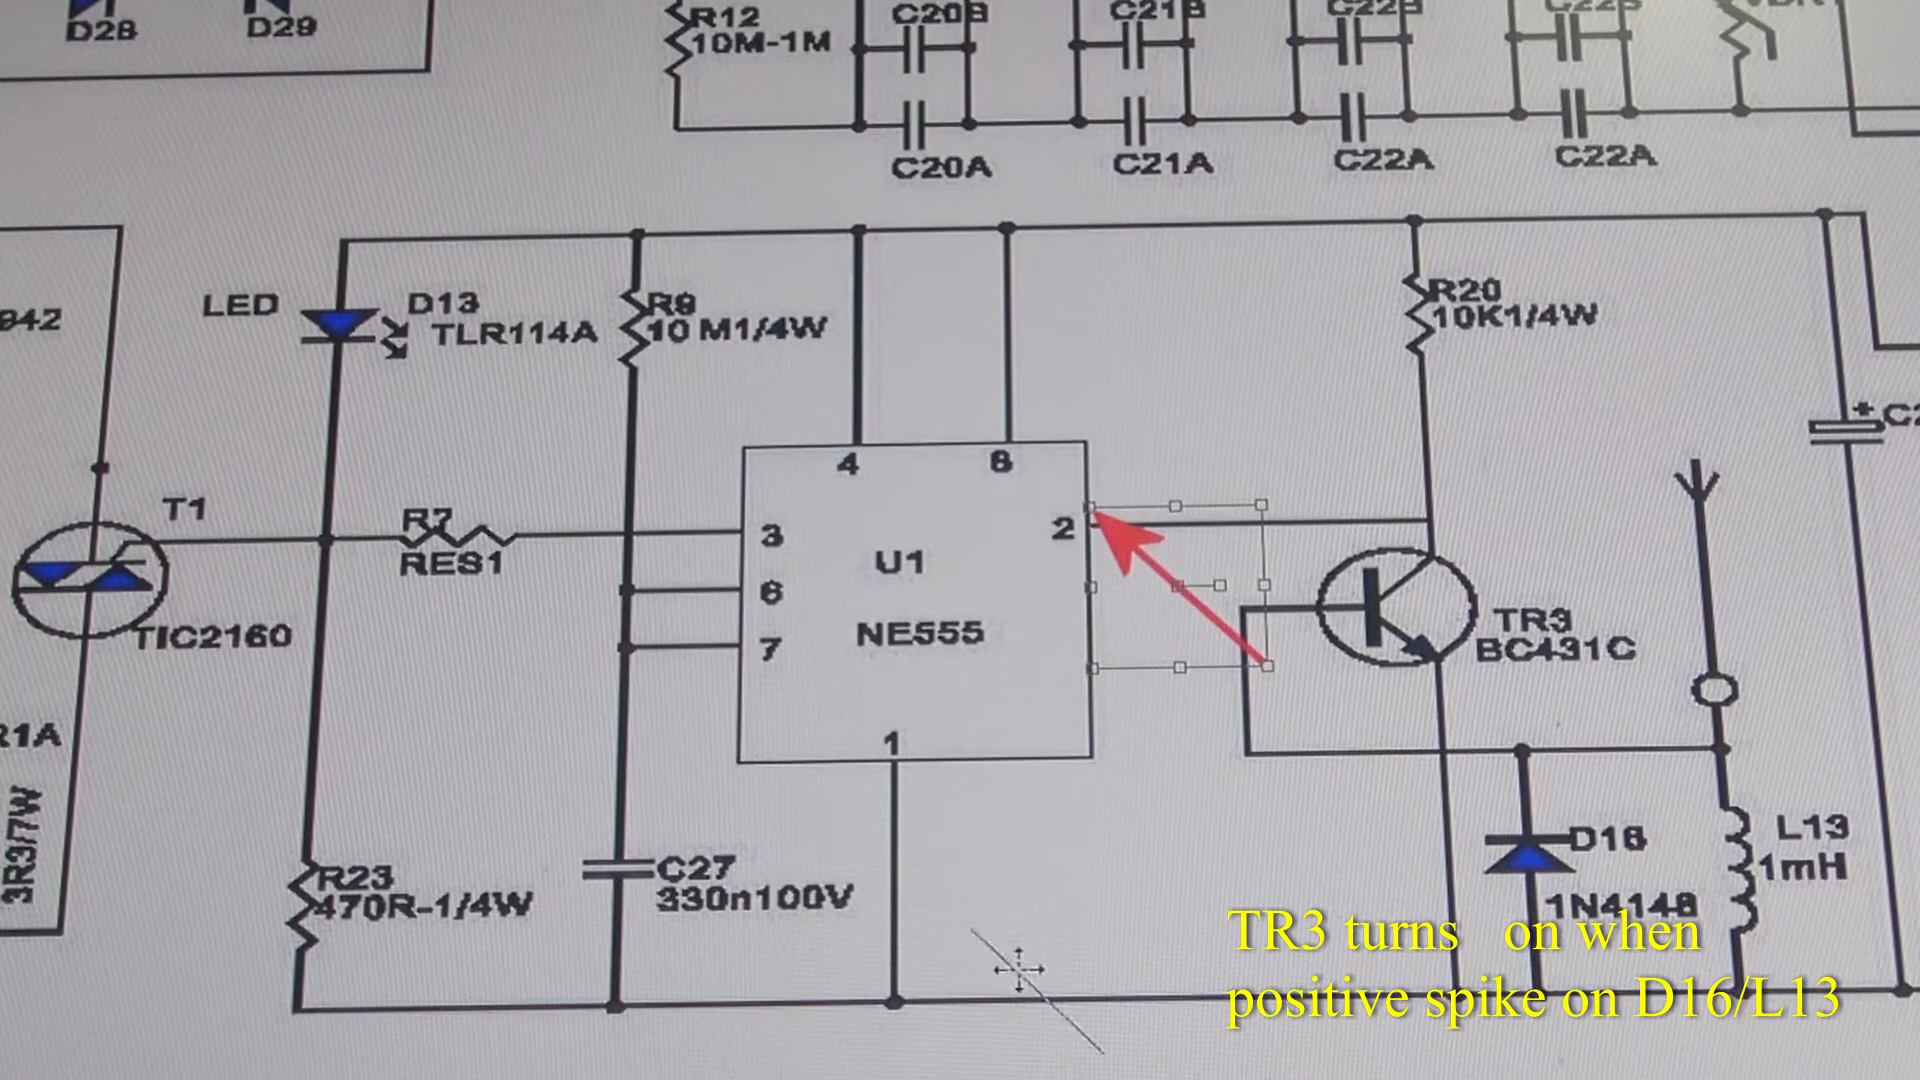 D28
D29
R12
10M-1M
C20B
C21B
C22B
C20A
C21A
C22A
C22A
942
LED
D13
TLR114A
R9
10 M1/4W
R20
10K1/4W
T1
TIC2160
R7
RES1
4
8
3
2
6
7
1
U1
NE555
TR3
BC431C
R1A
3R3/7W
R23
470R-1/4W
C27
330n100V
D16
1N4148
L13
1mH
+
TR3 turns on when
positive spike on D16/L13